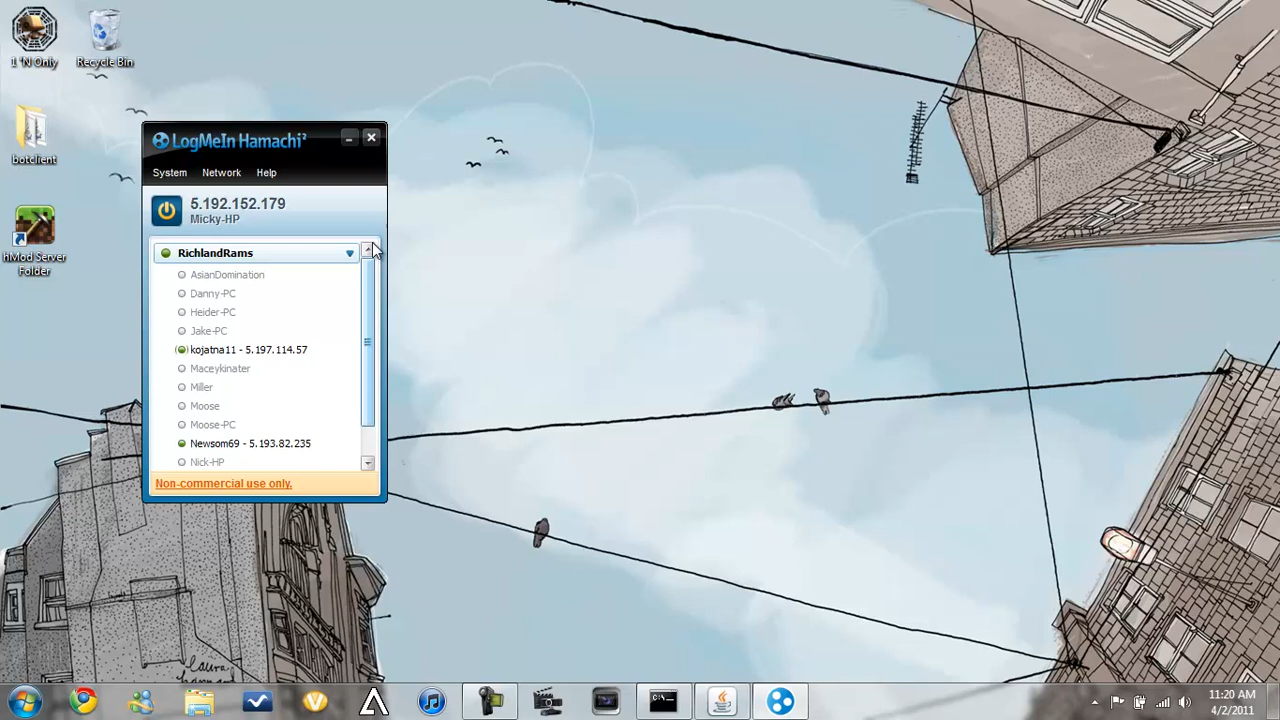 1 'N Only
Recycle Bin
botclient
hMod Server
Folder
LogMeIn Hamachi²
System Network Help
5.192.152.179
Micky-HP
RichlandRams
AsianDomination
Danny-PC
Heider-PC
Jake-PC
kojatna11 - 5.197.114.57
Maceykinater
Miller
Moose
Moose-PC
Newsom69 - 5.193.82.235
Nick-HP
Non-commercial use only.
laura
C:\_
11:20 AM
4/2/2011